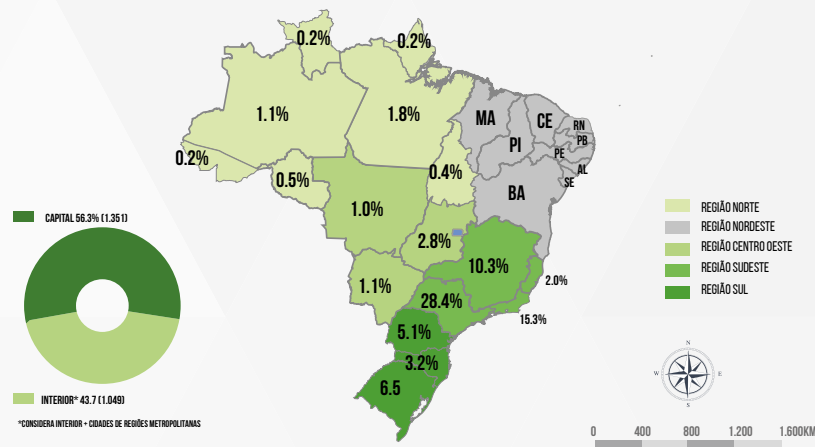 0.2%
0.2%
1.1%
1.8%
MA
CE
RN
PB
PI
PE
AL
SE
BA
0.2%
0.5%
0.4%
1.0%
2.8%
1.1%
10.3%
2.0%
28.4%
15.3%
5.1%
3.2%
6.5
CAPITAL 56.3% (1.351)
INTERIOR* 43.7 (1.049)
*CONSIDERA INTERIOR + CIDADES DE REGIÕES METROPOLITANAS
REGIÃO NORTE
REGIÃO NORDESTE
REGIÃO CENTRO OESTE
REGIÃO SUDESTE
REGIÃO SUL
N
W E
S
0 400 800 1.200 1.600KM